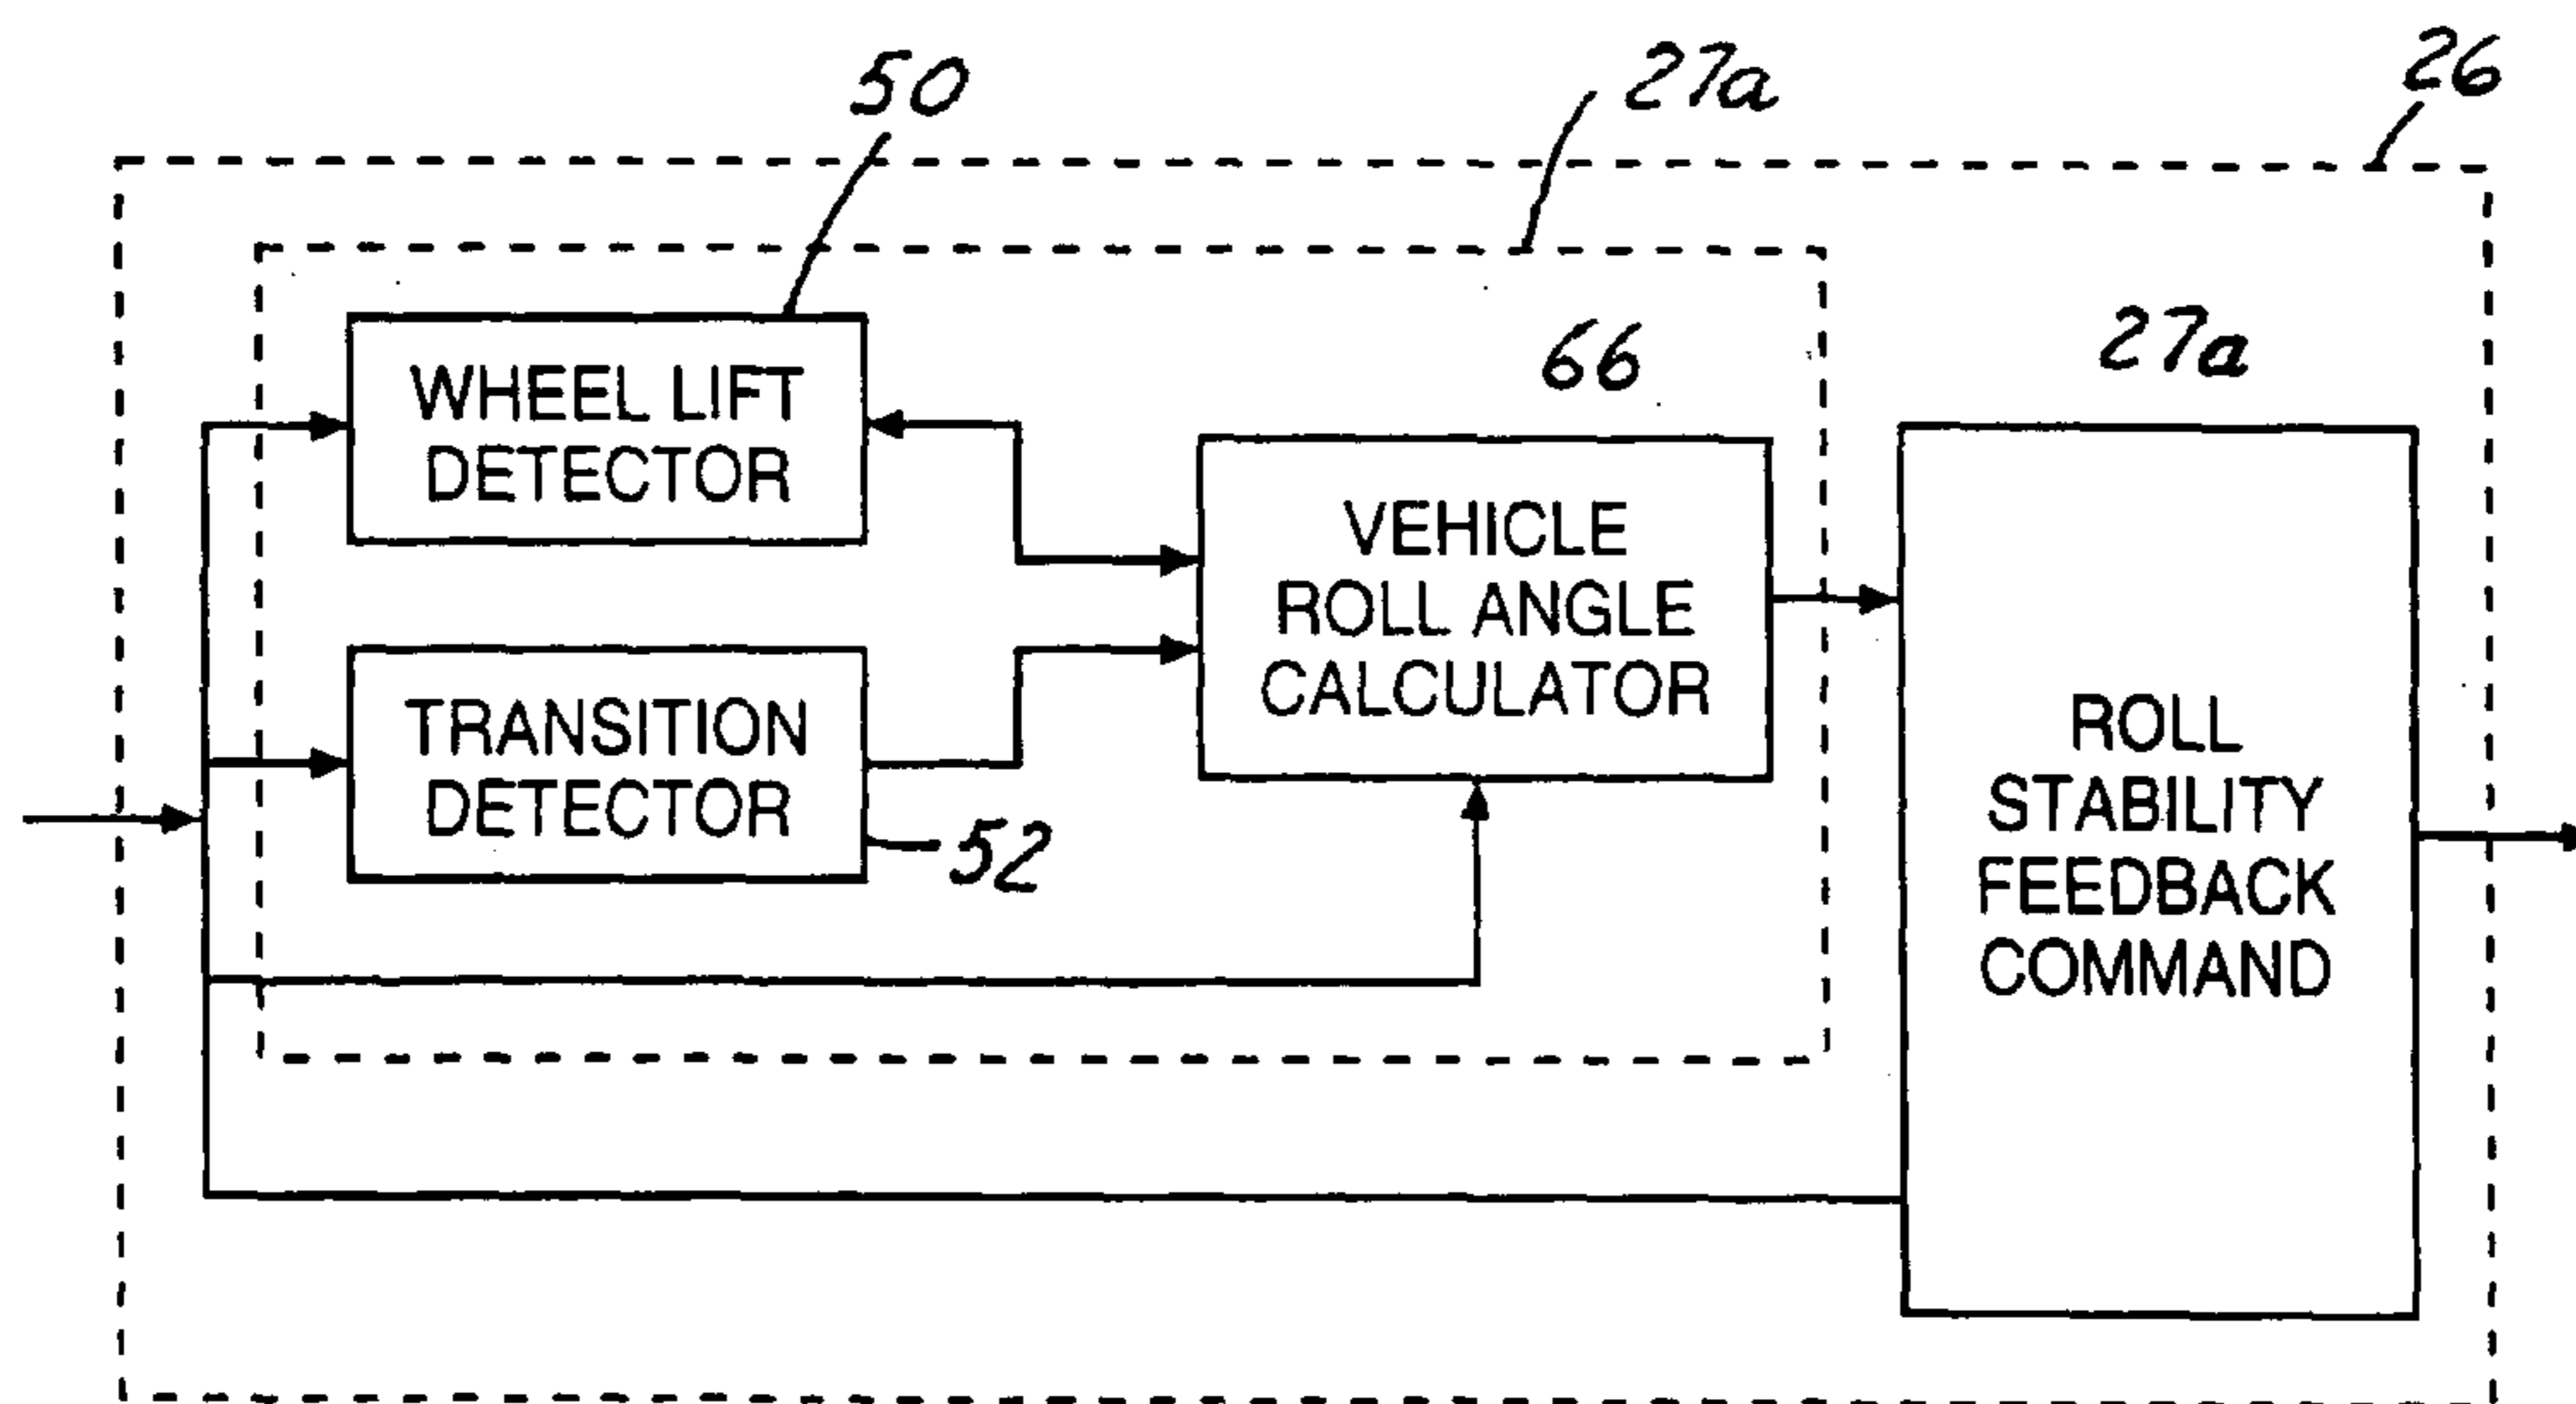 50
27a
26
66
27a
WHEEL LIFT
DETECTOR
VEHICLE
ROLL ANGLE
CALCULATOR
TRANSITION
DETECTOR
52
ROLL
STABILITY
FEEDBACK
COMMAND